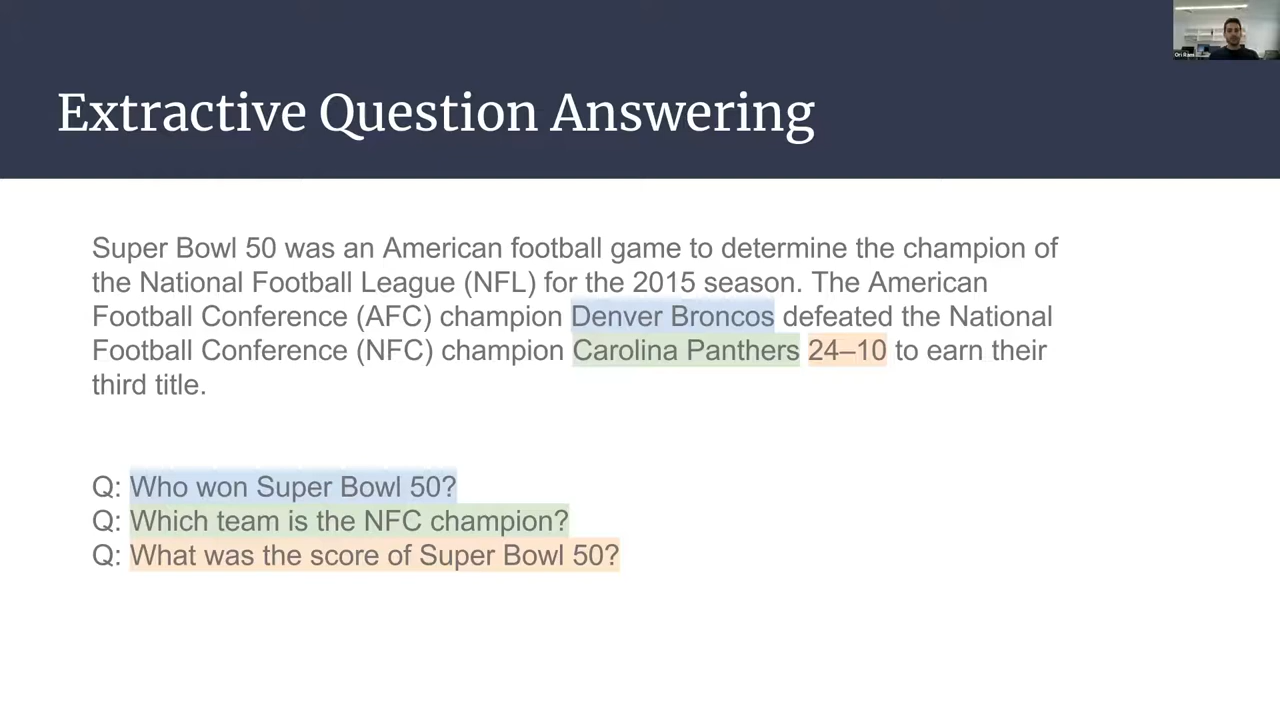 Extractive Question Answering
Super Bowl 50 was an American football game to determine the champion of
the National Football League (NFL) for the 2015 season. The American
Football Conference (AFC) champion Denver Broncos defeated the National
Football Conference (NFC) champion Carolina Panthers 24–10 to earn their
third title.
Q: Who won Super Bowl 50?
Q: Which team is the NFC champion?
Q: What was the score of Super Bowl 50?